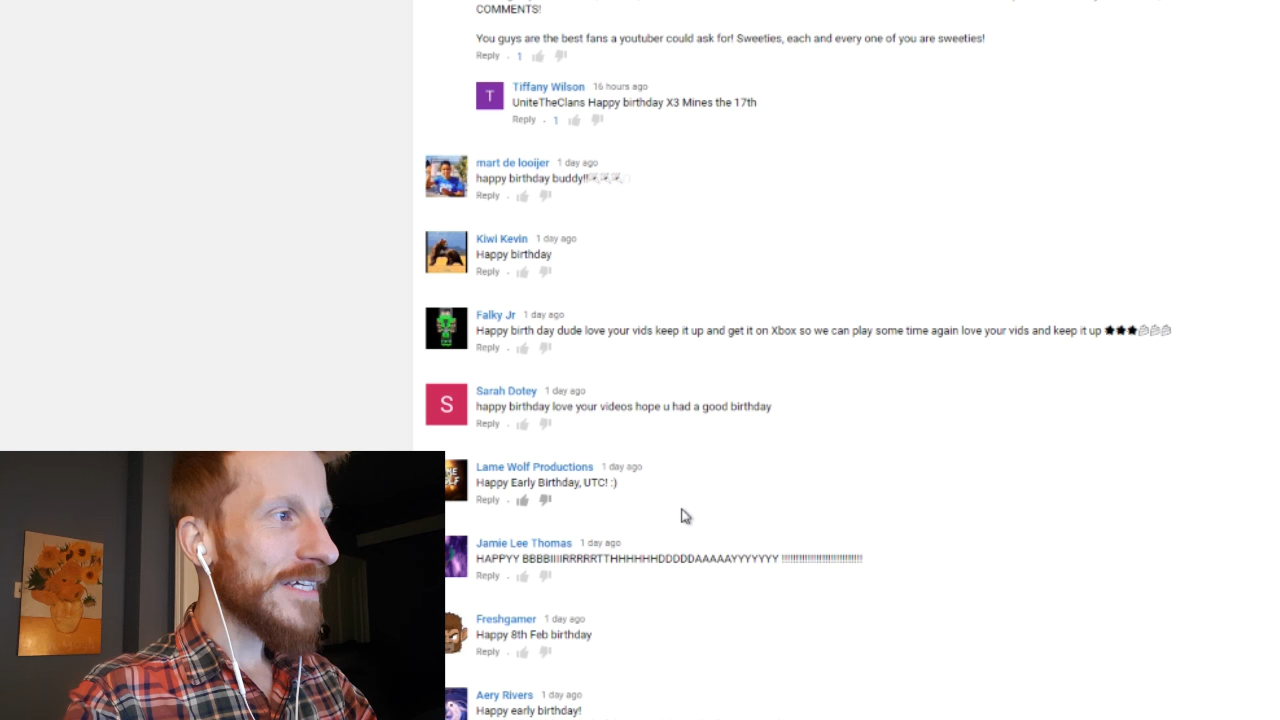 COMMENTS!
You guys are the best fans a youtuber could ask for! Sweeties, each and every one of you are sweeties!
Reply . 1
T
Tiffany Wilson 16 hours ago
UniteTheClans Happy birthday X3 Mines the 17th
Reply . 1
mart de looijer 1 day ago
happy birthday buddy!!
Reply .
Kiwi Kevin 1 day ago
Happy birthday
Reply .
Falky Jr 1 day ago
Happy birth day dude love your vids keep it up and get it on Xbox so we can play some time again love your vids and keep it up
Reply .
S
Sarah Dotey 1 day ago
happy birthday love your videos hope u had a good birthday
Reply .
Lame Wolf Productions 1 day ago
Happy Early Birthday, UTC! :)
Reply .
Jamie Lee Thomas 1 day ago
HAPPYY BBBBIIIIRRRRRTTHHHHHHDDDDDAAAAAYYYYYYY !!!!!!!!!!!!!!!!!!!!!!!!!!!!
Reply .
Freshgamer 1 day ago
Happy 8th Feb birthday
Reply .
Aery Rivers 1 day ago
Happy early birthday!